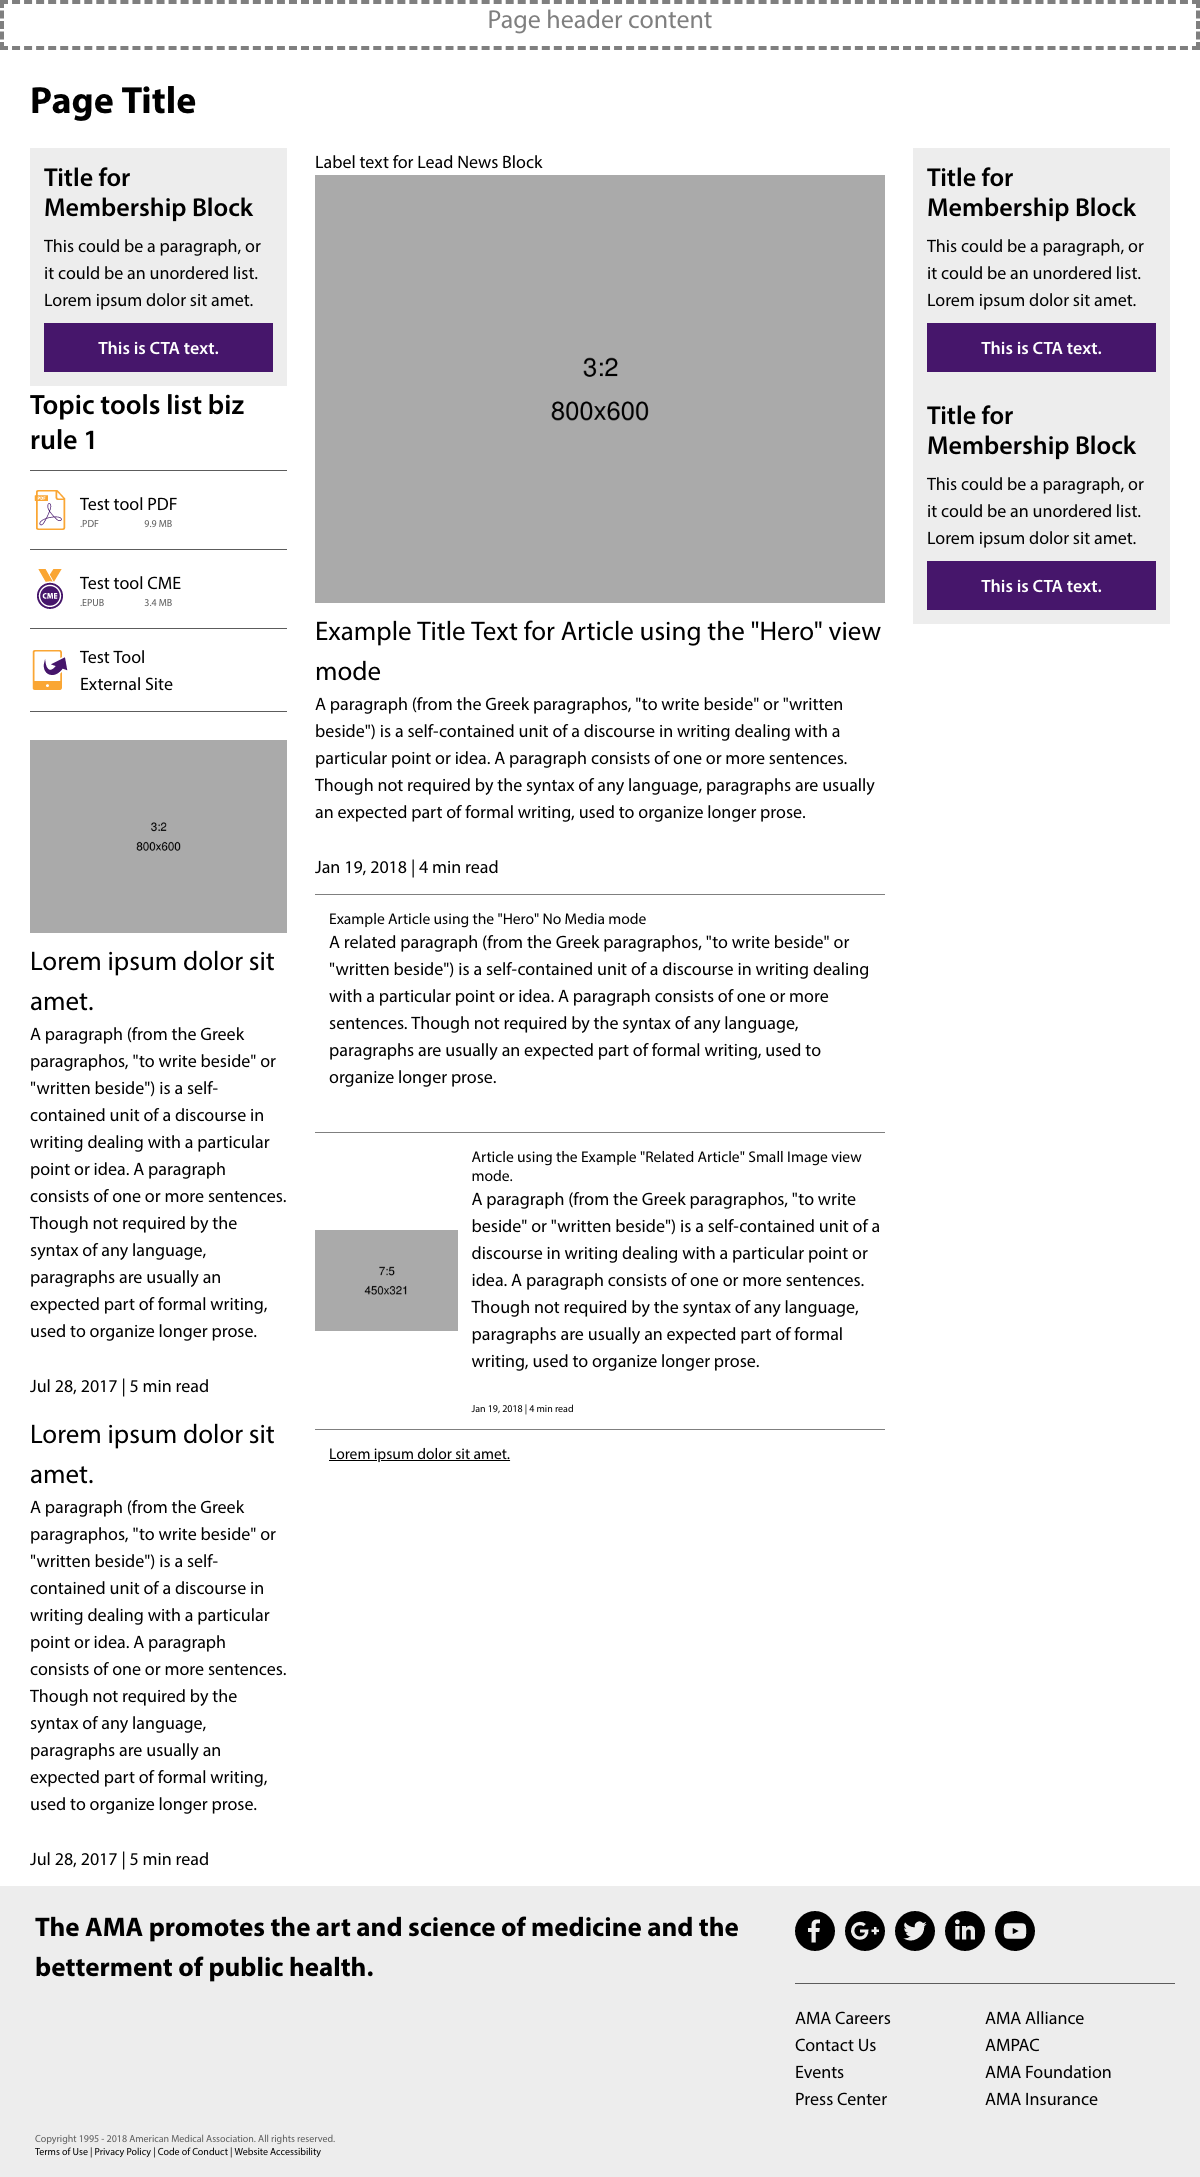 Page header content
Page Title
Title for
Membership Block
This could be a paragraph, or
it could be an unordered list.
Lorem ipsum dolor sit amet.
This is CTA text.
Topic tools list biz
rule 1
PDF
Test tool PDF
.PDF 9.9 MB
CME
Test tool CME
.EPUB 3.4 MB
Test Tool
External Site
3:2
800x600
Lorem ipsum dolor sit
amet.
A paragraph (from the Greek
paragraphos, "to write beside" or
"written beside") is a self-
contained unit of a discourse in
writing dealing with a particular
point or idea. A paragraph
consists of one or more sentences.
Though not required by the
syntax of any language,
paragraphs are usually an
expected part of formal writing,
used to organize longer prose.
Jul 28, 2017 | 5 min read
Lorem ipsum dolor sit
amet.
A paragraph (from the Greek
paragraphos, "to write beside" or
"written beside") is a self-
contained unit of a discourse in
writing dealing with a particular
point or idea. A paragraph
consists of one or more sentences.
Though not required by the
syntax of any language,
paragraphs are usually an
expected part of formal writing,
used to organize longer prose.
Jul 28, 2017 | 5 min read
Label text for Lead News Block
3:2
800x600
Example Title Text for Article using the "Hero" view
mode
A paragraph (from the Greek paragraphos, "to write beside" or "written
beside") is a self-contained unit of a discourse in writing dealing with a
particular point or idea. A paragraph consists of one or more sentences.
Though not required by the syntax of any language, paragraphs are usually
an expected part of formal writing, used to organize longer prose.
Jan 19, 2018 | 4 min read
Example Article using the "Hero" No Media mode
A related paragraph (from the Greek paragraphos, "to write beside" or
"written beside") is a self-contained unit of a discourse in writing dealing
with a particular point or idea. A paragraph consists of one or more
sentences. Though not required by the syntax of any language,
paragraphs are usually an expected part of formal writing, used to
organize longer prose.
7:5
450x321
Article using the Example "Related Article" Small Image view
mode.
A paragraph (from the Greek paragraphos, "to write
beside" or "written beside") is a self-contained unit of a
discourse in writing dealing with a particular point or
idea. A paragraph consists of one or more sentences.
Though not required by the syntax of any language,
paragraphs are usually an expected part of formal
writing, used to organize longer prose.
Jan 19, 2018 | 4 min read
Lorem ipsum dolor sit amet.
Title for
Membership Block
This could be a paragraph, or
it could be an unordered list.
Lorem ipsum dolor sit amet.
This is CTA text.
Title for
Membership Block
This could be a paragraph, or
it could be an unordered list.
Lorem ipsum dolor sit amet.
This is CTA text.
The AMA promotes the art and science of medicine and the
betterment of public health.
AMA Careers
Contact Us
Events
Press Center
AMA Alliance
AMPAC
AMA Foundation
AMA Insurance
Copyright 1995 - 2018 American Medical Association. All rights reserved.
Terms of Use | Privacy Policy | Code of Conduct | Website Accessibility